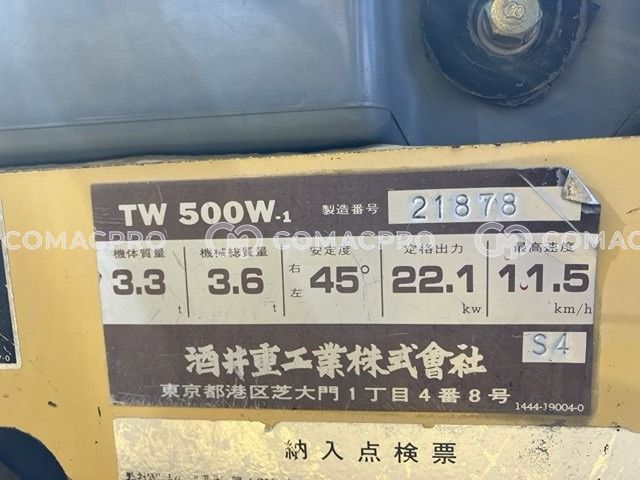 TW 500W-1 製造番号 21878
COMACPRO COMACPRO COMACPRO
機体質量 機械総質量 安定度 定格出力 最高速度
3.3 t 3.6 t 右左 45° 22.1 kw 11.5 km/h
S4
酒井重工業株式會社
東京都港区芝大門1丁目4番8号
1444-19004-0
納入点検票